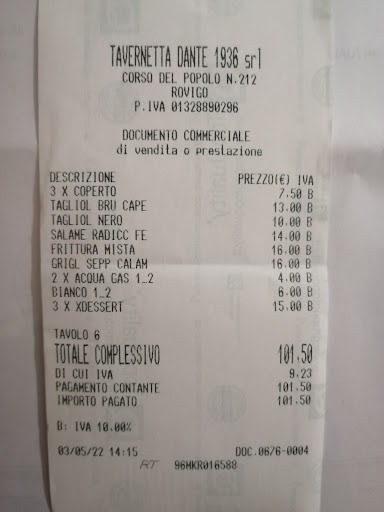 TAVERNETTA DANTE 1936 srl
CORSO DEL POPOLO N.212
ROVIGO
P.IVA 01328890296
DOCUMENTO COMMERCIALE
di vendita o prestazione
DESCRIZIONE PREZZO(€) IVA
3 X COPERTO 7.50 B
TAGLIOL BRU CAPE 13.00 B
TAGLIOL NERO 10.00 B
SALAME RADICC FE 14.00 B
FRITTURA MISTA 16.00 B
GRIGL SEPP CALAM 16.00 B
2 X ACQUA GAS 1_2 4.00 B
BIANCO 1_2 6.00 B
3 X XDESSERT 15.00 B
TAVOLO 6
TOTALE COMPLESSIVO 101.50
DI CUI IVA 9.23
PAGAMENTO CONTANTE 101.50
IMPORTO PAGATO 101.50
B: IVA 10.00%
03/05/22 14:15 DOC.0676-0004
RT 96MKR016588